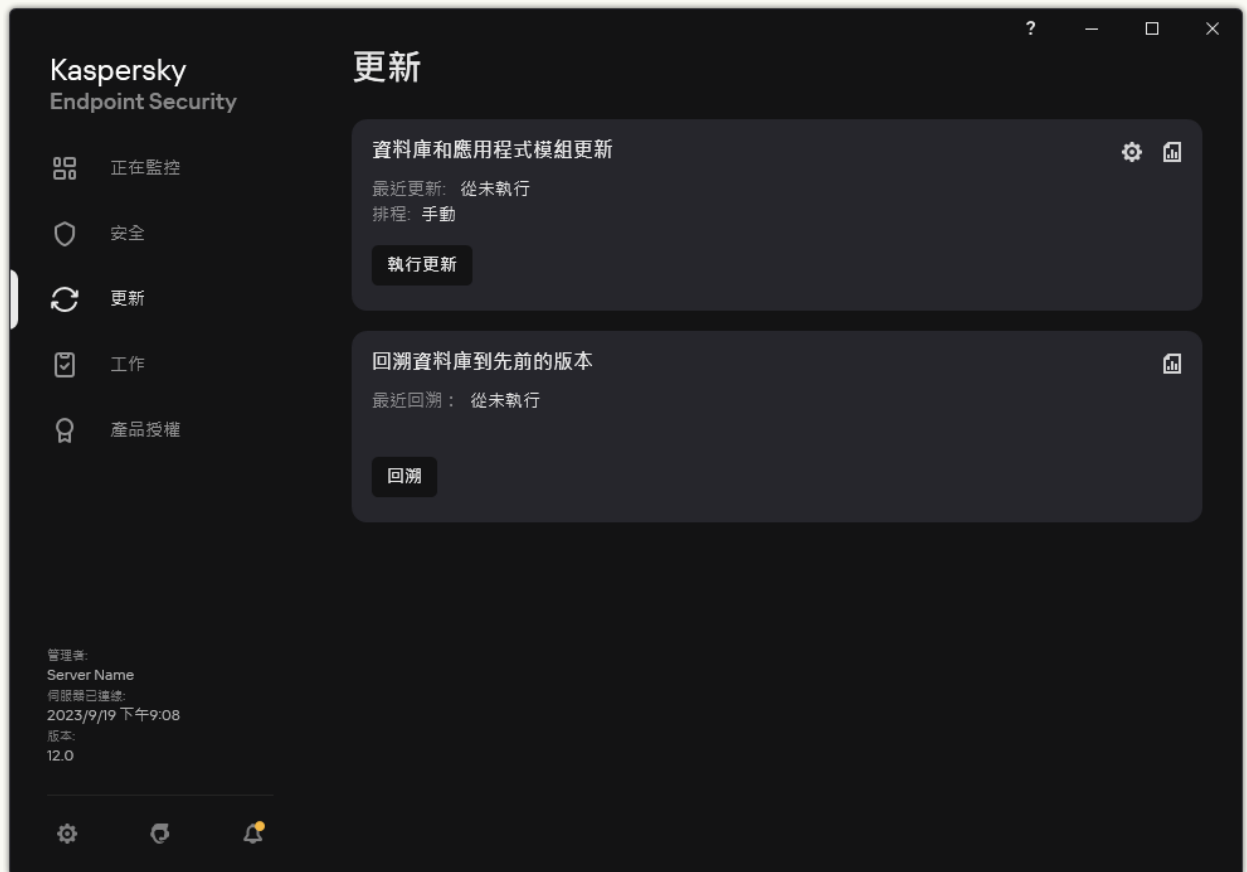 ?
Kaspersky
Endpoint Security
正在監控
安全
更新
工作
產品授權
管理者:
Server Name
伺服器已連線:
2023/9/19 下午9:08
版本:
12.0
更新
資料庫和應用程式模組更新
最近更新: 從未執行
排程: 手動
執行更新
回溯資料庫到先前的版本
最近回溯： 從未執行
回溯